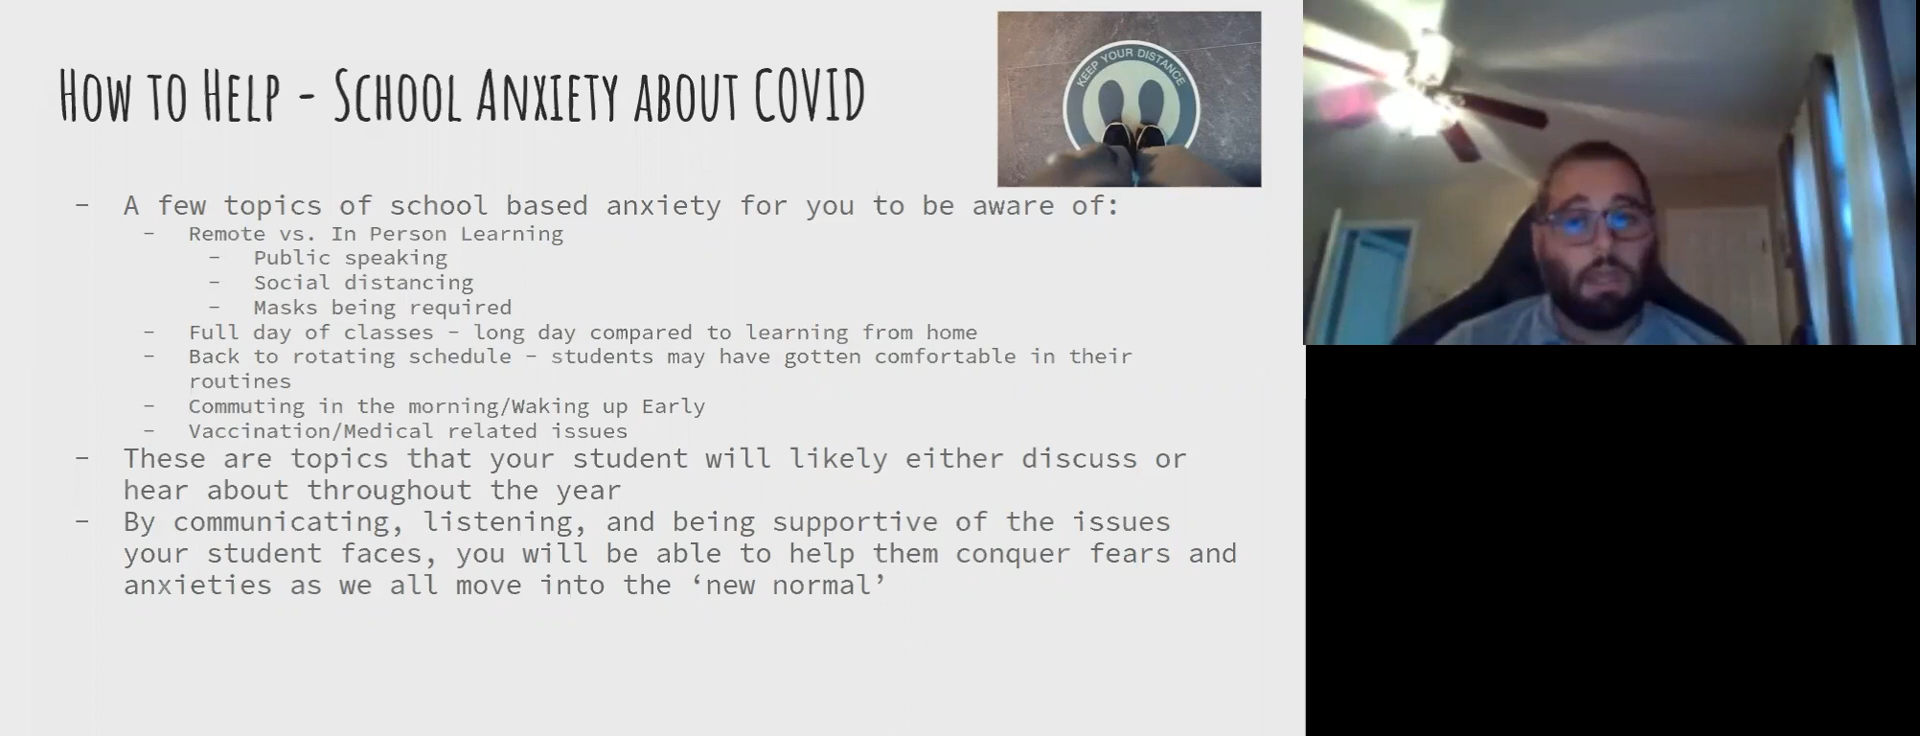 How to Help - School Anxiety about COVID
KEEP YOUR DISTANCE
- A few topics of school based anxiety for you to be aware of:
- Remote vs. In Person Learning
- Public speaking
- Social distancing
- Masks being required
- Full day of classes - long day compared to learning from home
- Back to rotating schedule - students may have gotten comfortable in their
routines
- Commuting in the morning/Waking up Early
- Vaccination/Medical related issues
- These are topics that your student will likely either discuss or
hear about throughout the year
- By communicating, listening, and being supportive of the issues
your student faces, you will be able to help them conquer fears and
anxieties as we all move into the ‘new normal’